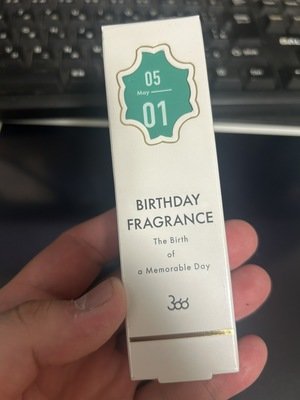 05
May
01
BIRTHDAY
FRAGRANCE
The Birth
of
a Memorable Day
366